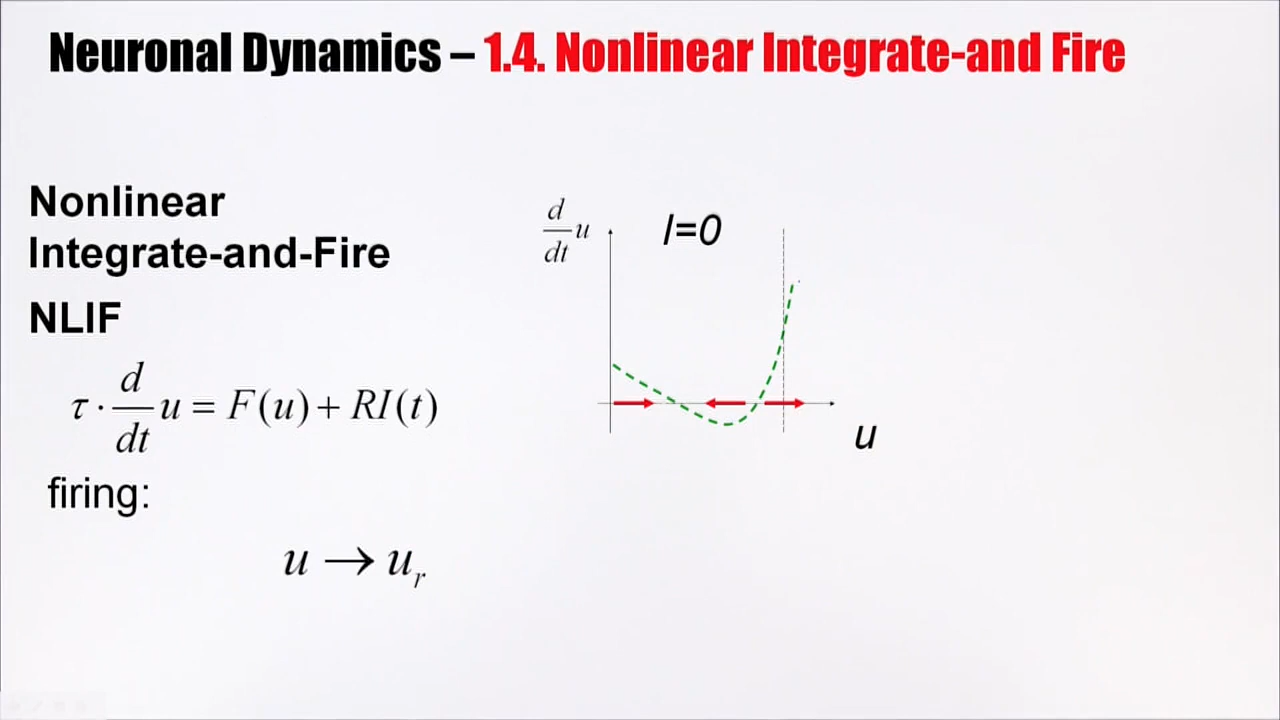 Neuronal Dynamics – 1.4. Nonlinear Integrate-and Fire
Nonlinear
Integrate-and-Fire
NLIF
τ · d/dt u = F(u) + RI(t)
firing:
u → u_r
d/dt u
I=0
u